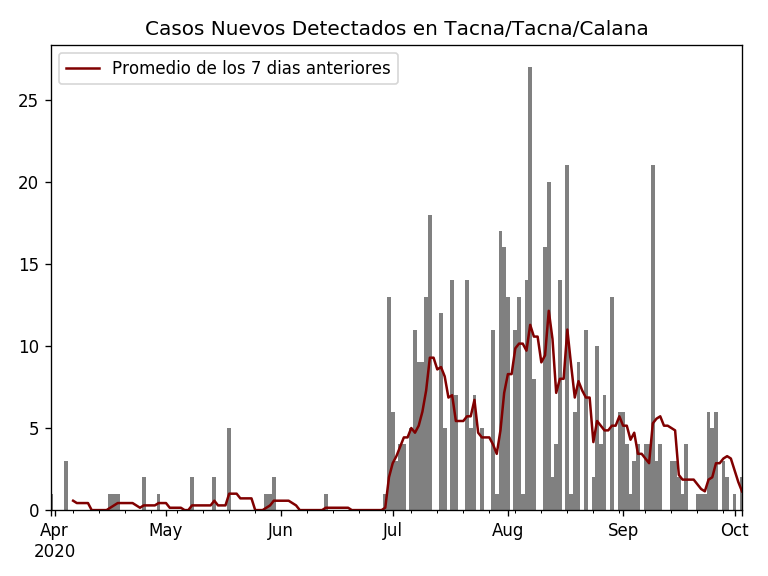 Casos Nuevos Detectados en Tacna/Tacna/Calana
Promedio de los 7 dias anteriores
25
20
15
10
5
0
Apr May Jun Jul Aug Sep Oct
2020